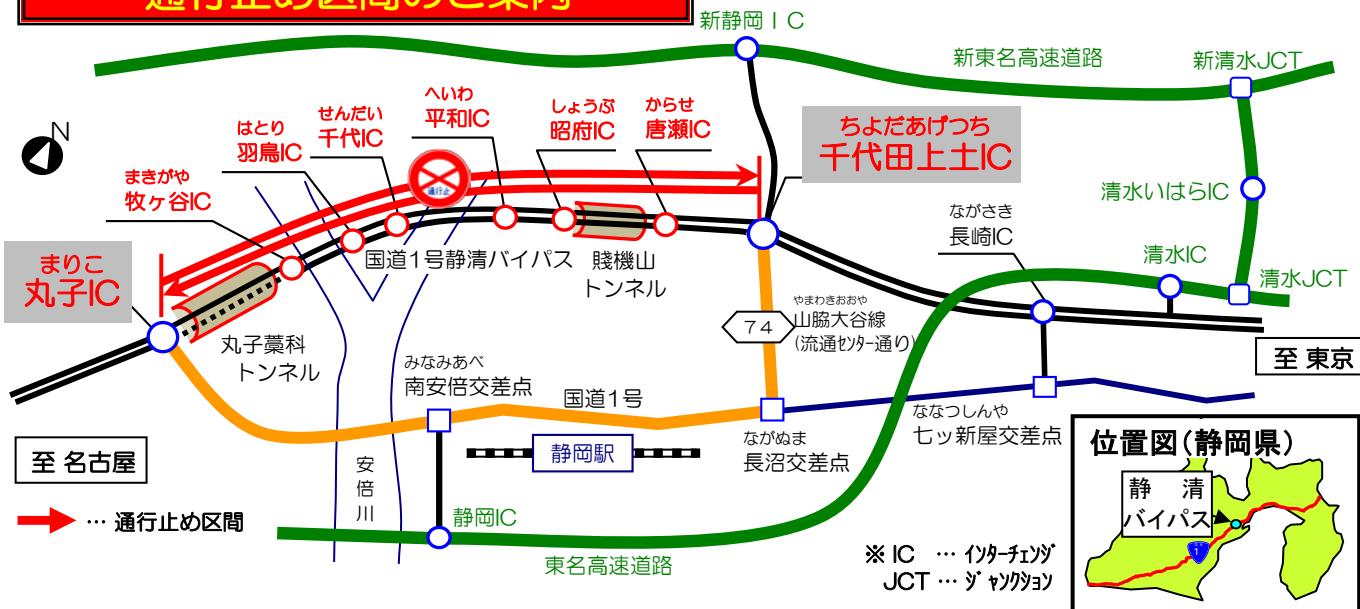 通行止め区間のご案内
新静岡IC
新東名高速道路
新清水JCT
N
へいわ
平和IC
しょうぶ
昭府IC
からせ
唐瀬IC
せんだい
千代IC
はとり
羽鳥IC
まきがや
牧ヶ谷IC
ちよだあげつち
千代田上土IC
通行止
清水いはらIC
ながさき
長崎IC
清水IC
清水JCT
まりこ
丸子IC
国道1号静清バイパス
賤機山
トンネル
丸子藁科
トンネル
74
やまわきおおや
山脇大谷線
(流通センター通り)
至 東京
みなみあべ
南安倍交差点
国道1号
ながぬま
長沼交差点
ななつしんや
七ッ新屋交差点
至 名古屋
安倍川
静岡駅
… 通行止め区間
静岡IC
東名高速道路
※ IC … インターチェンジ
JCT … ジャンクション
位置図(静岡県)
静 清
バイパス
1